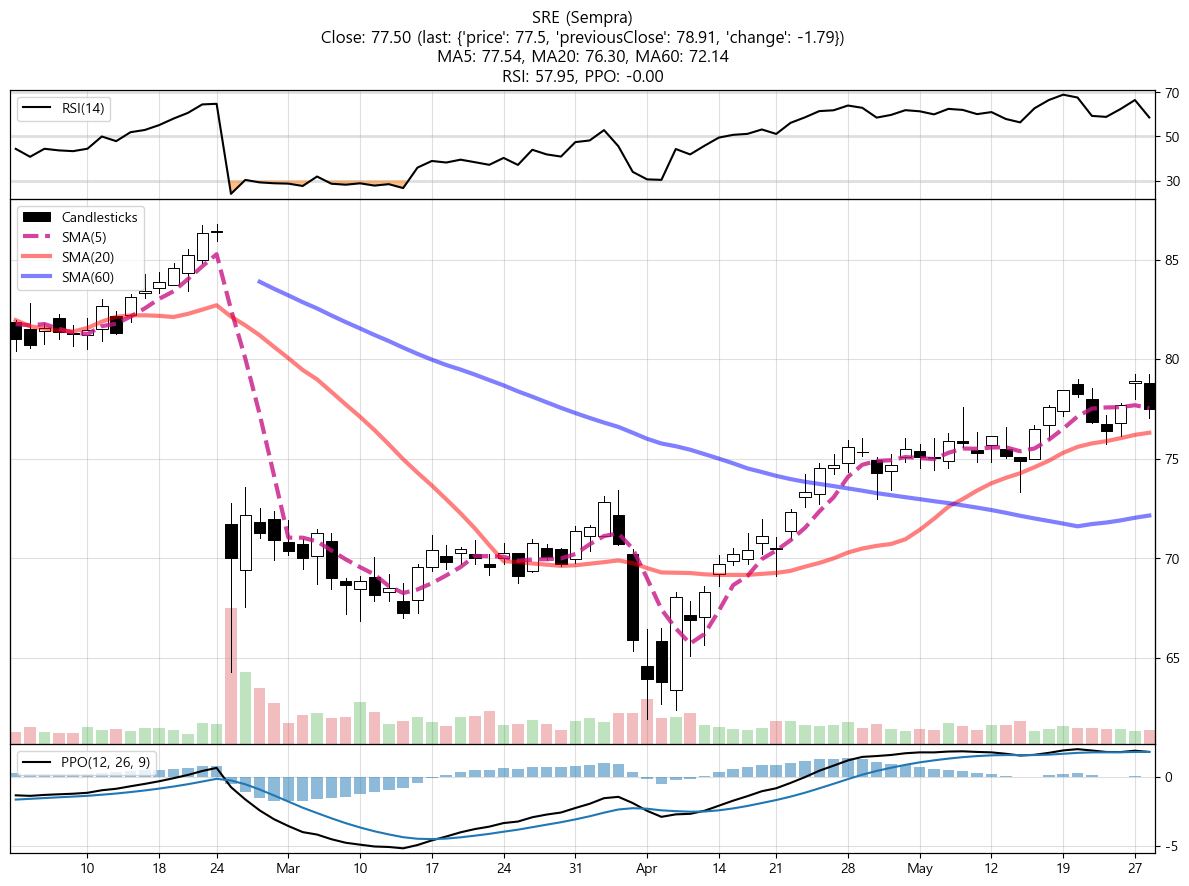 SRE (Sempra)
Close: 77.50 (last: {'price': 77.5, 'previousClose': 78.91, 'change': -1.79})
MA5: 77.54, MA20: 76.30, MA60: 72.14
RSI: 57.95, PPO: -0.00
RSI(14)
70
50
30
Candlesticks
SMA(5)
SMA(20)
SMA(60)
85
80
75
70
65
PPO(12, 26, 9)
0
-5
10 18 24 Mar 10 17 24 31 Apr 14 21 28 May 12 19 27